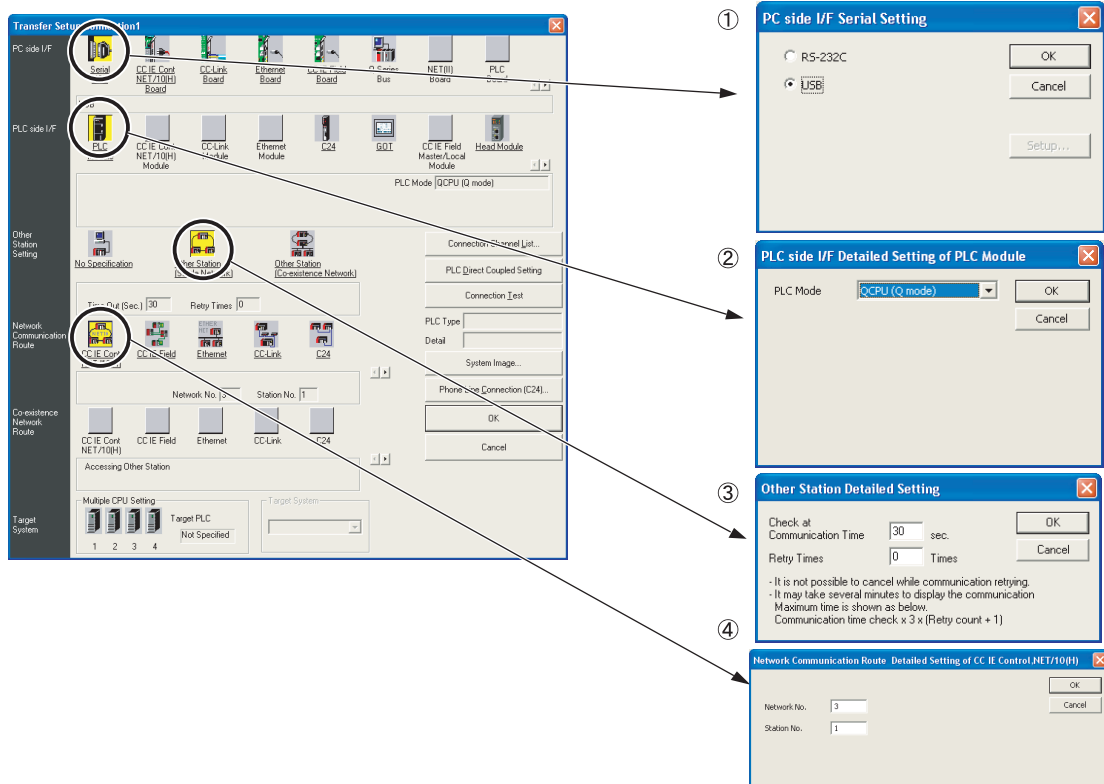 Transfer Setup Connection1
PC side I/F
Serial
CC IE Cont
NET/10(H)
Board
CC-Link
Board
Ethernet
Board
CC IE Field
Board
Q Series
Bus
NET(II)
Board
PLC
Board
USB
PLC side I/F
PLC
Module
CC IE Cont
NET/10(H)
Module
CC-Link
Module
Ethernet
Module
C24
GOT
CC IE Field
Master/Local
Module
Head Module
PLC Mode QCPU (Q mode)
Other
Station
Setting
No Specification
Other Station
(Single Network)
Other Station
(Co-existence Network)
Time Out (Sec.) 30 Retry Times 0
Connection Channel List...
PLC Direct Coupled Setting
Connection Test
PLC Type
Detail
System Image...
Phone Line Connection (C24)...
OK
Cancel
Network
Communication
Route
CC IE Cont
NET/10(H)
CC IE Field
Ethernet
CC-Link
C24
Network No. 3 Station No. 1
Co-existence
Network
Route
CC IE Cont
NET/10(H)
CC IE Field
Ethernet
CC-Link
C24
Accessing Other Station
Target
System
Multiple CPU Setting
1 2 3 4
Target PLC
Not Specified
Target System
①
PC side I/F Serial Setting
RS-232C
USB
OK
Cancel
Setup...
②
PLC side I/F Detailed Setting of PLC Module
PLC Mode QCPU (Q mode)
OK
Cancel
③
Other Station Detailed Setting
Check at
Communication Time 30 sec.
Retry Times 0 Times
OK
Cancel
- It is not possible to cancel while communication retrying.
- It may take several minutes to display the communication
Maximum time is shown as below.
Communication time check x 3 x (Retry count + 1)
④
Network Communication Route Detailed Setting of CC IE Control,NET/10(H)
Network No. 3
Station No. 1
OK
Cancel